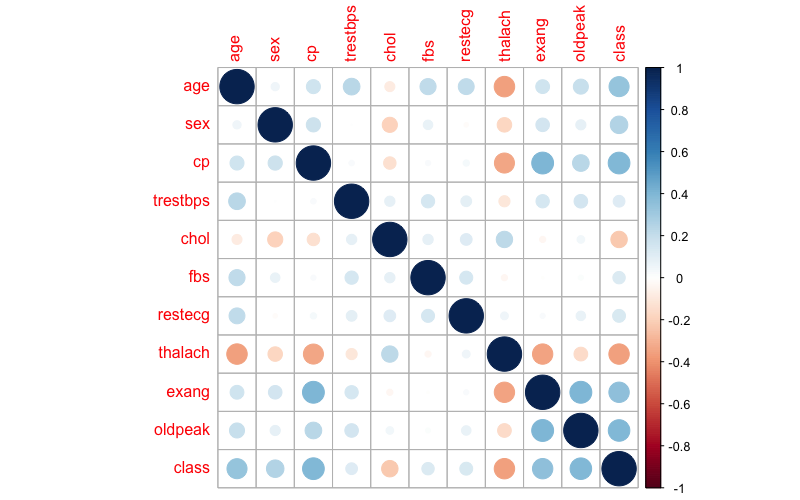 age
sex
cp
trestbps
chol
fbs
restecg
thalach
exang
oldpeak
class
age
sex
cp
trestbps
chol
fbs
restecg
thalach
exang
oldpeak
class
1
0.8
0.6
0.4
0.2
0
-0.2
-0.4
-0.6
-0.8
-1